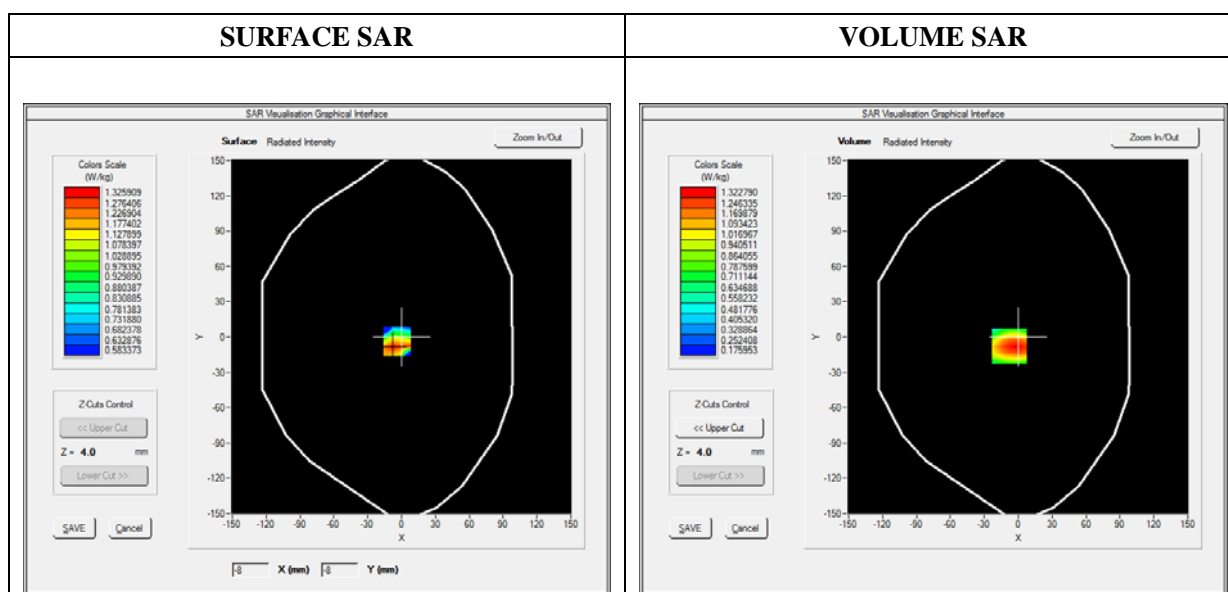 SURFACE SAR
VOLUME SAR
SAR Visualisation Graphical Interface
Surface Radiated Intensity
Zoom In/Out
Colors Scale
(W/kg)
1.325909
1.276406
1.226904
1.177402
1.127899
1.078397
1.028895
0.979392
0.929890
0.880387
0.830885
0.781383
0.731880
0.682378
0.632876
0.583373
150
120
90
60
30
0
-30
-60
-90
-120
-150
Y
-150 -120 -90 -60 -30 0 30 60 90 120 150
X
Z-Cuts Control
<< Upper Cut
Z = 4.0 mm
Lower Cut >>
SAVE Cancel
-8 X (mm) -8 Y (mm)
SAR Visualisation Graphical Interface
Volume Radiated Intensity
Zoom In/Out
Colors Scale
(W/kg)
1.322790
1.246335
1.169879
1.093423
1.016967
0.940511
0.864055
0.787599
0.711144
0.634688
0.558232
0.481776
0.405320
0.328864
0.252408
0.175953
150
120
90
60
30
0
-30
-60
-90
-120
-150
Y
-150 -120 -90 -60 -30 0 30 60 90 120 150
X
Z-Cuts Control
<< Upper Cut
Z = 4.0 mm
Lower Cut >>
SAVE Cancel